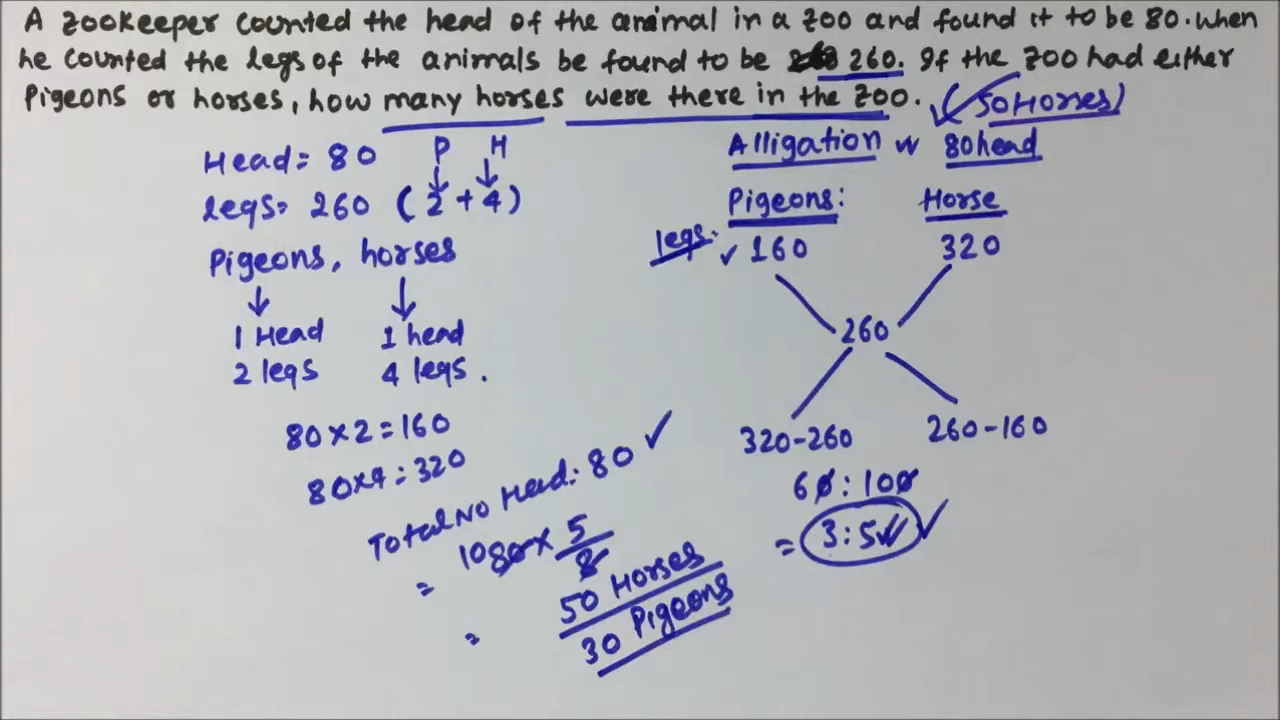 A zookeeper counted the head of the animal in a zoo and found it to be 80. When
he counted the legs of the animals be found to be 260. If the zoo had either
Pigeons or horses, how many horses were there in the zoo. (50 Horses)
Head = 80 P H
legs = 260 (2 + 4)
Pigeons, horses
1 Head 1 head
2 legs 4 legs.
80 × 2 = 160
80 × 4 = 320
Total No Head: 80
= 10 80 × 5/8
= 50 Horses
30 Pigeons
Alligation 80 head
Pigeons: Horse
legs. 160 320
260
320-260 260-160
60 : 100
= 3:5